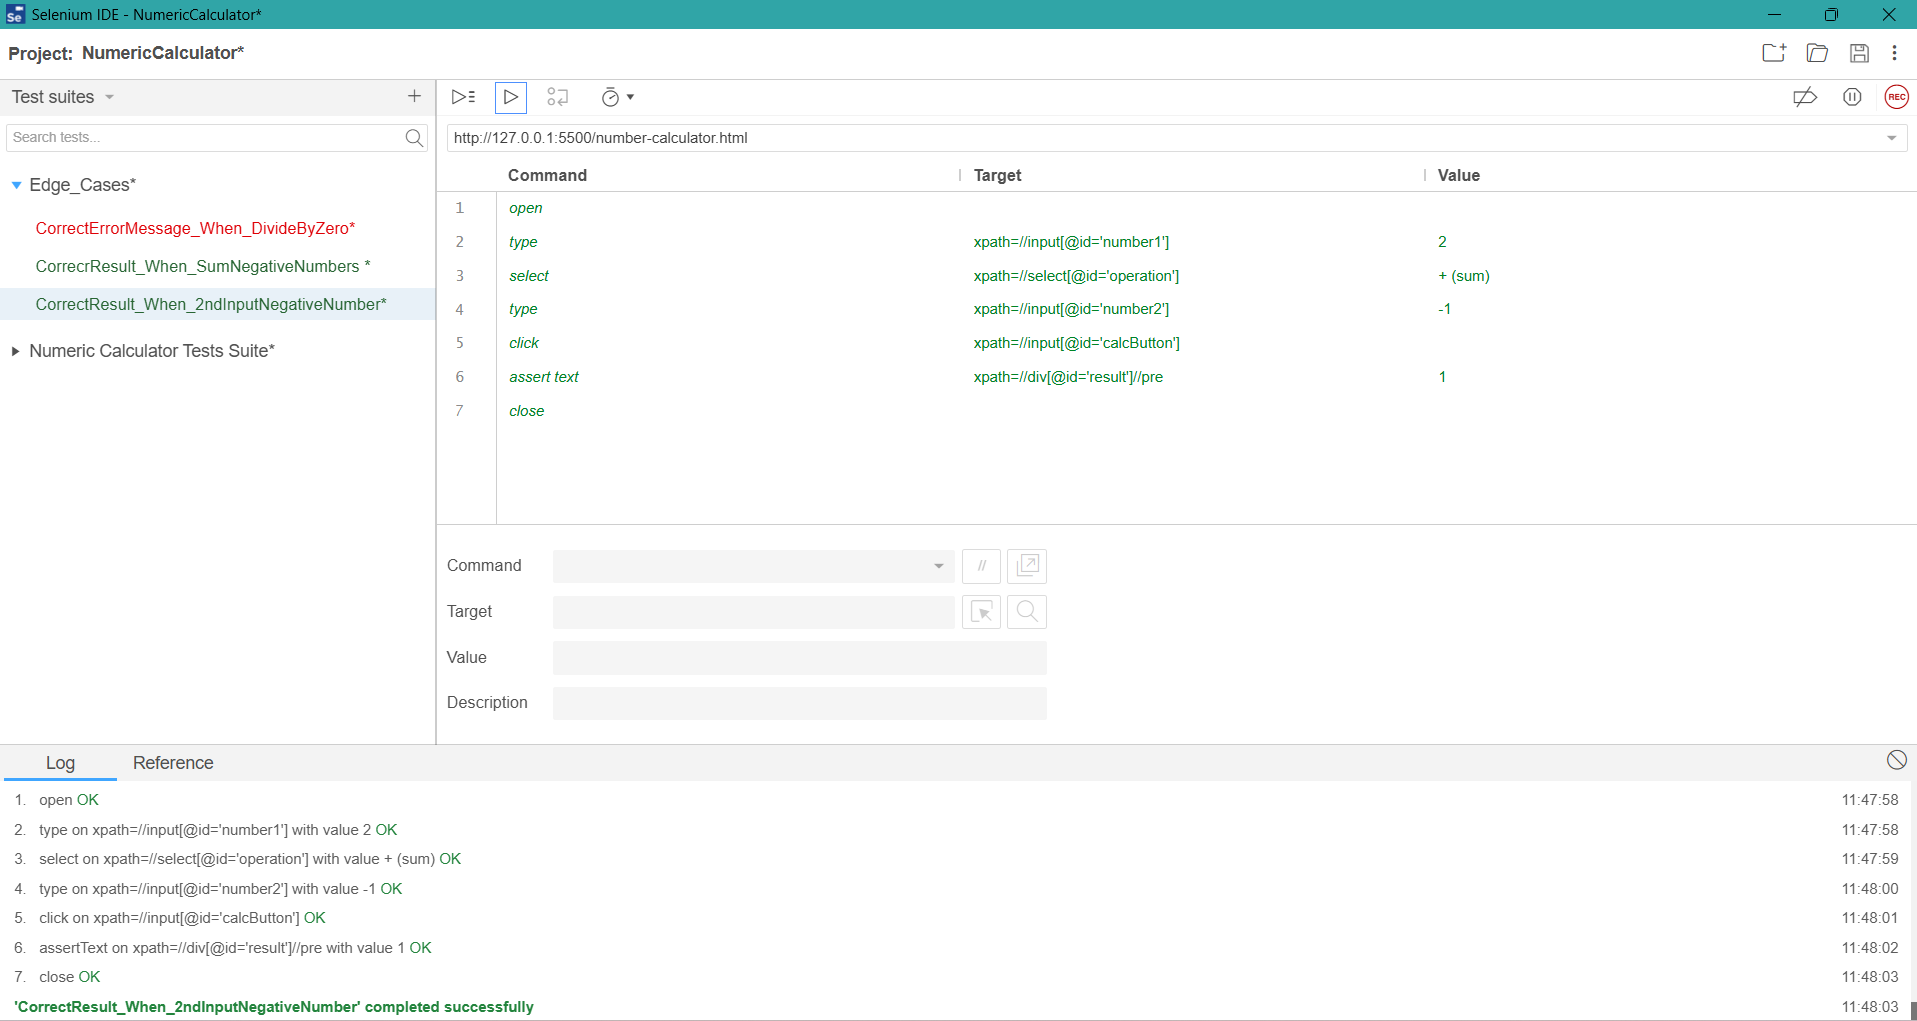 Selenium IDE - NumericCalculator*
Project: NumericCalculator*
Test suites
Search tests...
Edge_Cases*
CorrectErrorMessage_When_DivideByZero*
CorrecrResult_When_SumNegativeNumbers *
CorrectResult_When_2ndInputNegativeNumber*
Numeric Calculator Tests Suite*
REC
http://127.0.0.1:5500/number-calculator.html
Command Target Value
1 open
2 type xpath=//input[@id='number1'] 2
3 select xpath=//select[@id='operation'] + (sum)
4 type xpath=//input[@id='number2'] -1
5 click xpath=//input[@id='calcButton']
6 assert text xpath=//div[@id='result']//pre 1
7 close
Command //
Target
Value
Description
Log Reference
1. open OK 11:47:58
2. type on xpath=//input[@id='number1'] with value 2 OK 11:47:58
3. select on xpath=//select[@id='operation'] with value + (sum) OK 11:47:59
4. type on xpath=//input[@id='number2'] with value -1 OK 11:48:00
5. click on xpath=//input[@id='calcButton'] OK 11:48:01
6. assertText on xpath=//div[@id='result']//pre with value 1 OK 11:48:02
7. close OK 11:48:03
'CorrectResult_When_2ndInputNegativeNumber' completed successfully 11:48:03